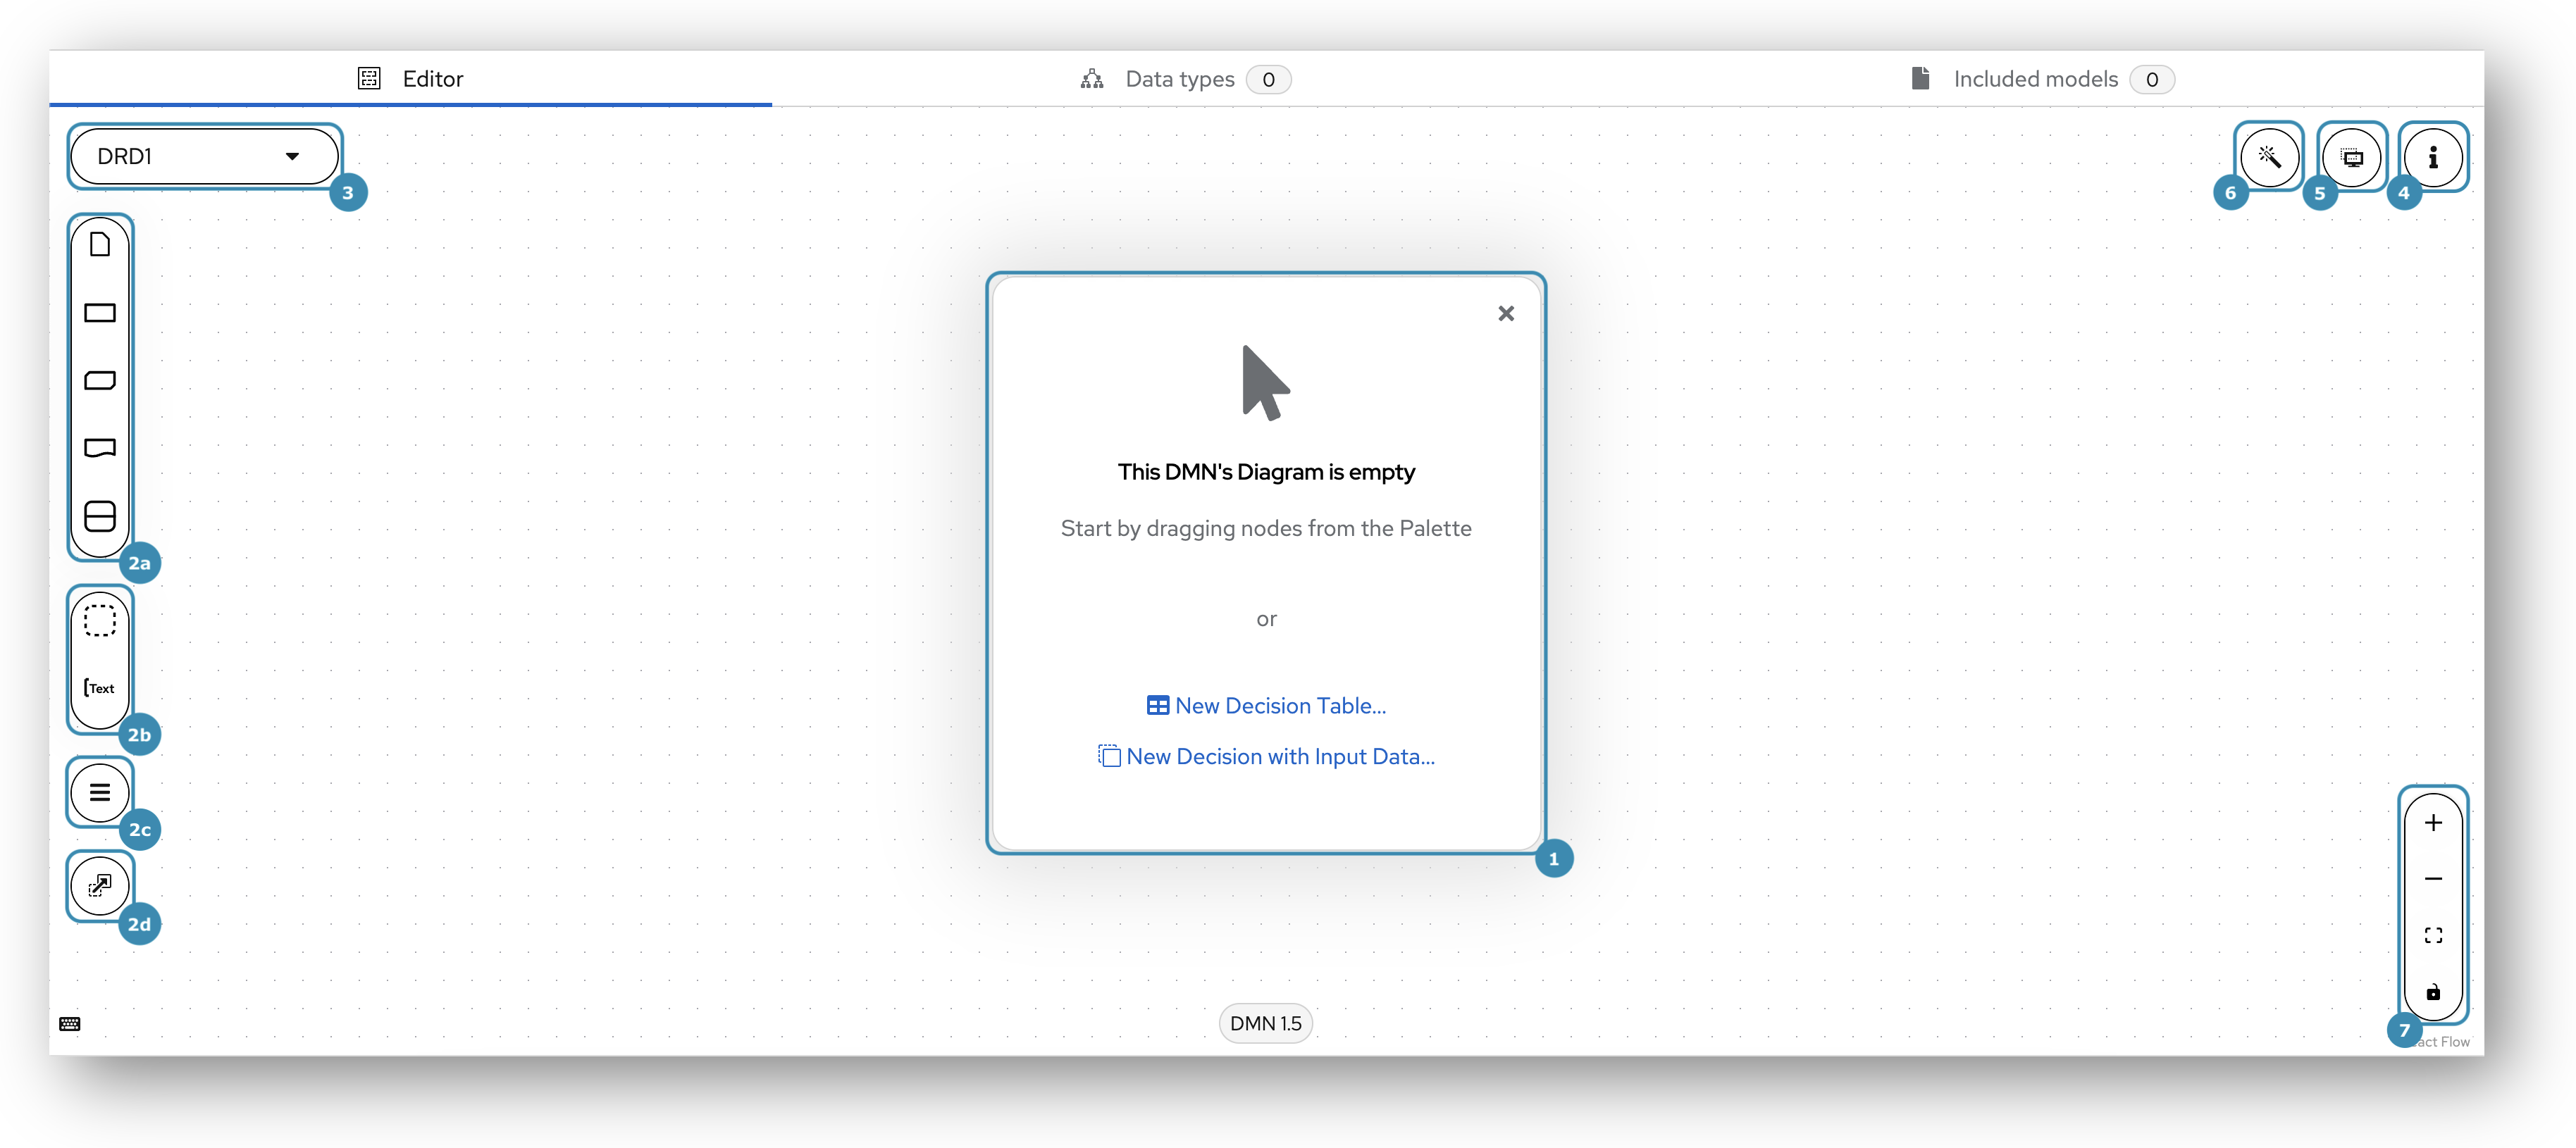 Editor
Data types 0
Included models 0
DRD1
3
6
5
4
2a
[Text
2b
2c
2d
This DMN's Diagram is empty
Start by dragging nodes from the Palette
or
New Decision Table...
New Decision with Input Data...
1
DMN 1.5
7
act Flow